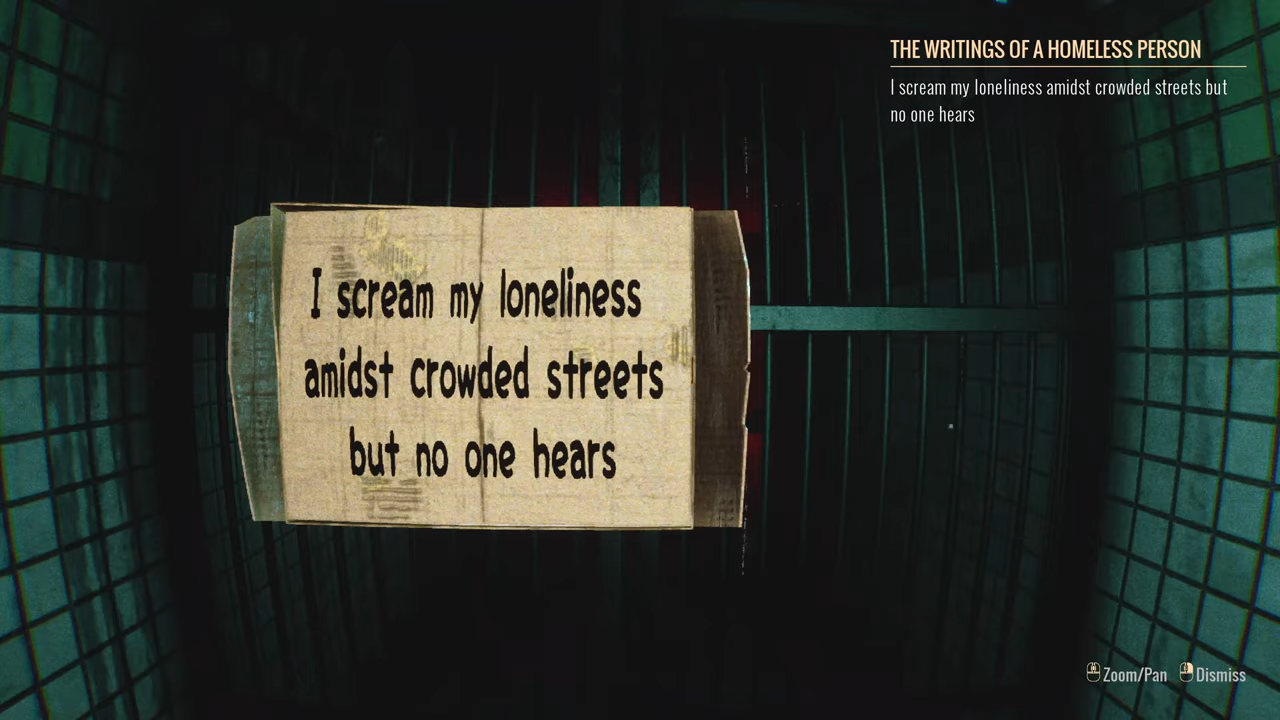 THE WRITINGS OF A HOMELESS PERSON
I scream my loneliness amidst crowded streets but
no one hears
I scream my loneliness
amidst crowded streets
but no one hears
Zoom/Pan Dismiss